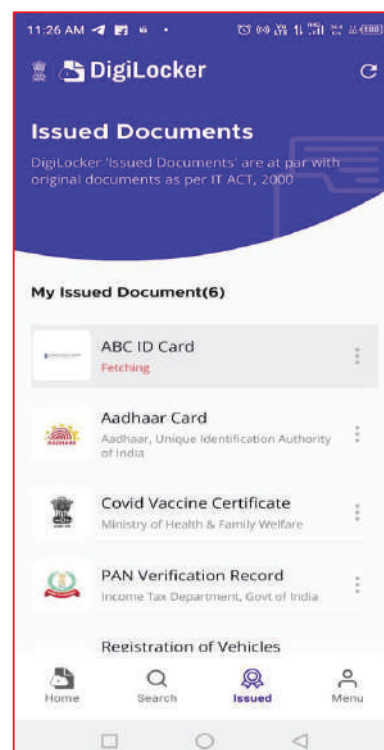 11:26 AM
DigiLocker
Issued Documents
DigiLocker 'Issued Documents' are at par with
original documents as per IT ACT, 2000
My Issued Document(6)
ABC ID Card
Fetching
AADHAAR
Aadhaar Card
Aadhaar, Unique Identification Authority
of India
Covid Vaccine Certificate
Ministry of Health & Family Welfare
PAN Verification Record
Income Tax Department, Govt of India
Registration of Vehicles
Home
Search
Issued
Menu